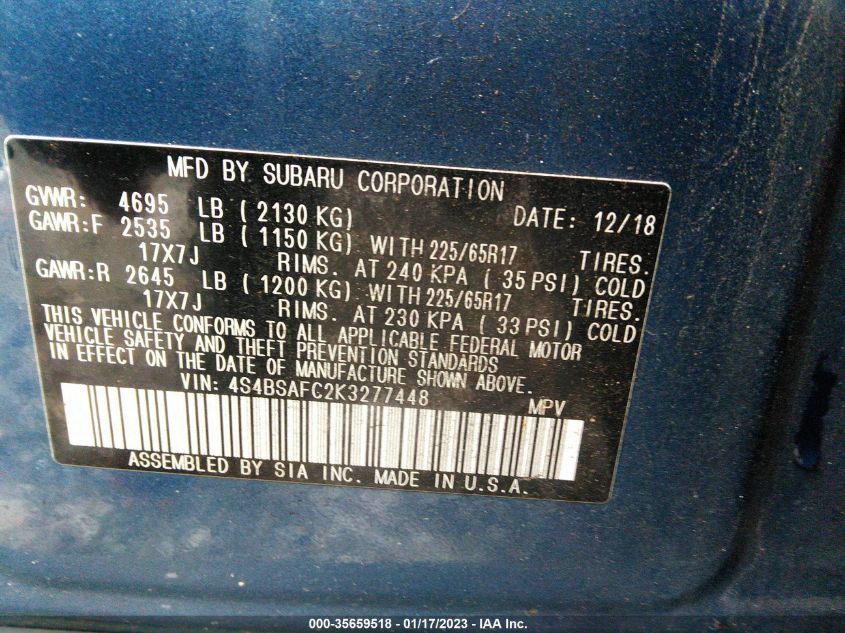 MFD BY SUBARU CORPORATION
GVWR: 4695 LB ( 2130 KG) DATE: 12/18
GAWR:F 2535 LB ( 1150 KG) WITH 225/65R17 TIRES.
17X7J RIMS. AT 240 KPA ( 35 PSI) COLD
GAWR:R 2645 LB ( 1200 KG) WITH 225/65R17 TIRES.
17X7J RIMS. AT 230 KPA ( 33 PSI) COLD
THIS VEHICLE CONFORMS TO ALL APPLICABLE FEDERAL MOTOR
VEHICLE SAFETY AND THEFT PREVENTION STANDARDS
IN EFFECT ON THE DATE OF MANUFACTURE SHOWN ABOVE.
VIN: 4S4BSAFC2K3277448 MPV
ASSEMBLED BY SIA INC. MADE IN U.S.A.
000-35659518 - 01/17/2023 - IAA Inc.